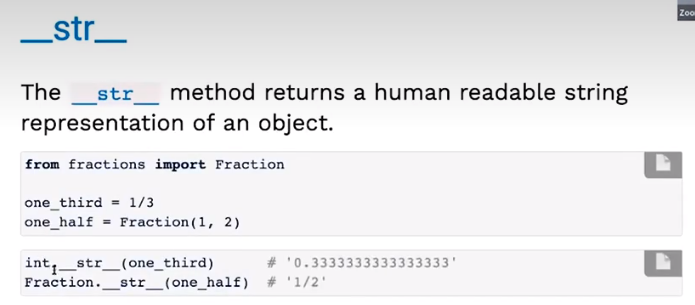 __str__
Zoo
The __str__ method returns a human readable string
representation of an object.
from fractions import Fraction
one_third = 1/3
one_half = Fraction(1, 2)
int.__str__(one_third) # '0.3333333333333333'
Fraction.__str__(one_half) # '1/2'